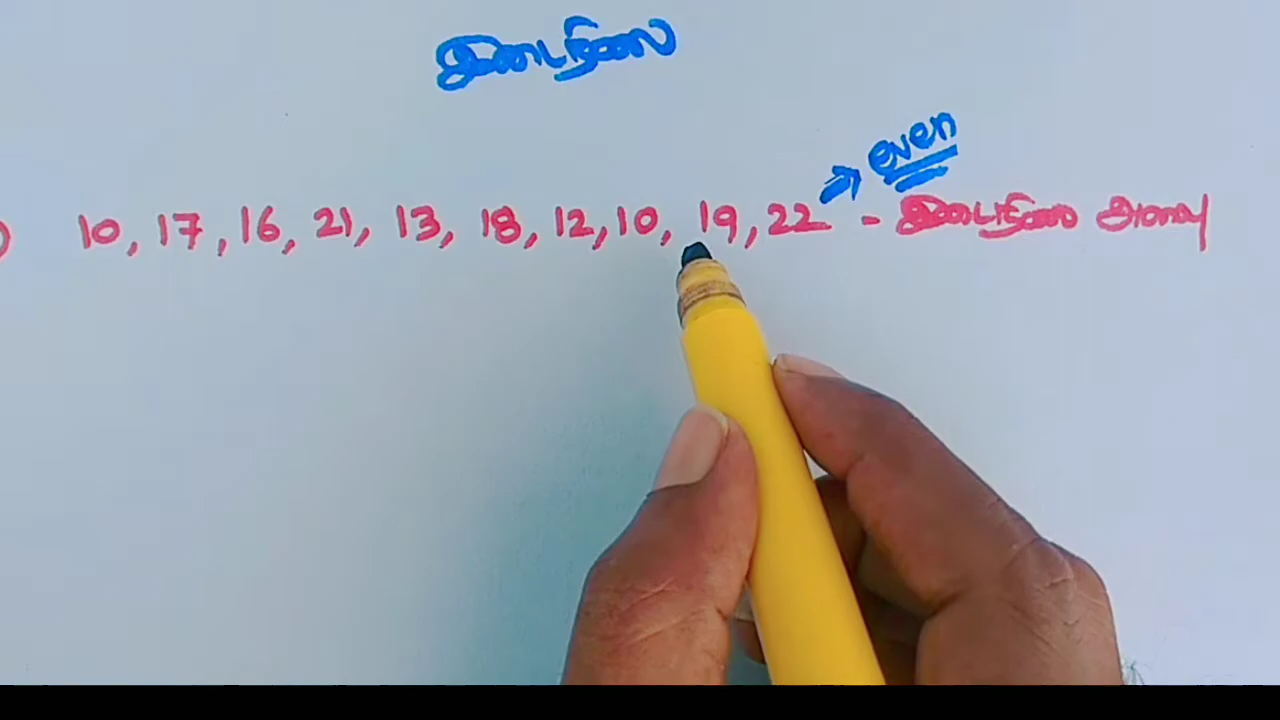 இடைநிலை
even
) 10, 17, 16, 21, 13, 18, 12, 10, 19, 22 - இடைநிலை அளவு